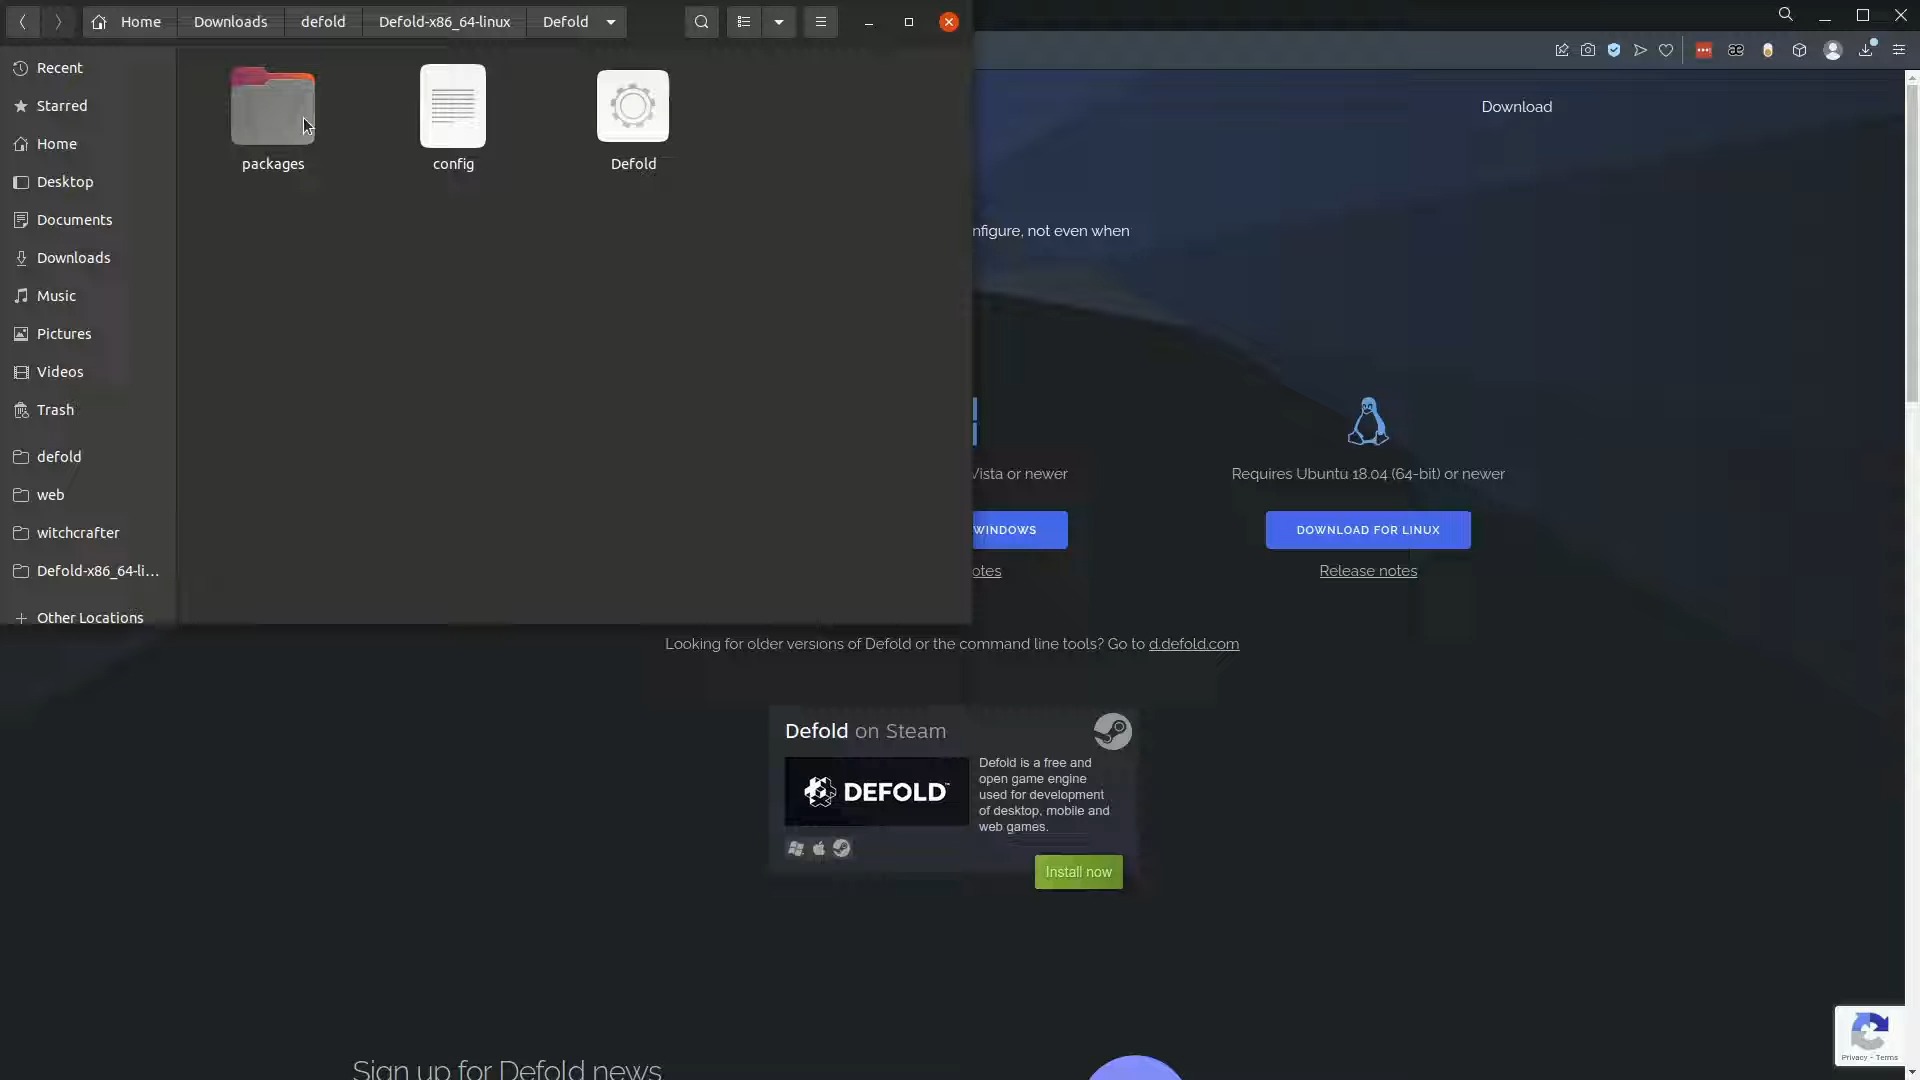 Home
Downloads
defold
Defold-x86_64-linux
Defold
Recent
Starred
Home
Desktop
Documents
Downloads
Music
Pictures
Videos
Trash
defold
web
witchcrafter
Defold-x86_64-li...
Other Locations
packages
config
Defold
Download
nfigure, not even when
Vista or newer
WINDOWS
otes
Requires Ubuntu 18.04 (64-bit) or newer
DOWNLOAD FOR LINUX
Release notes
Looking for older versions of Defold or the command line tools? Go to d.defold.com
Defold on Steam
DEFOLD™
Defold is a free and
open game engine
used for development
of desktop, mobile and
web games.
Install now
Sign up for Defold news
Privacy - Terms